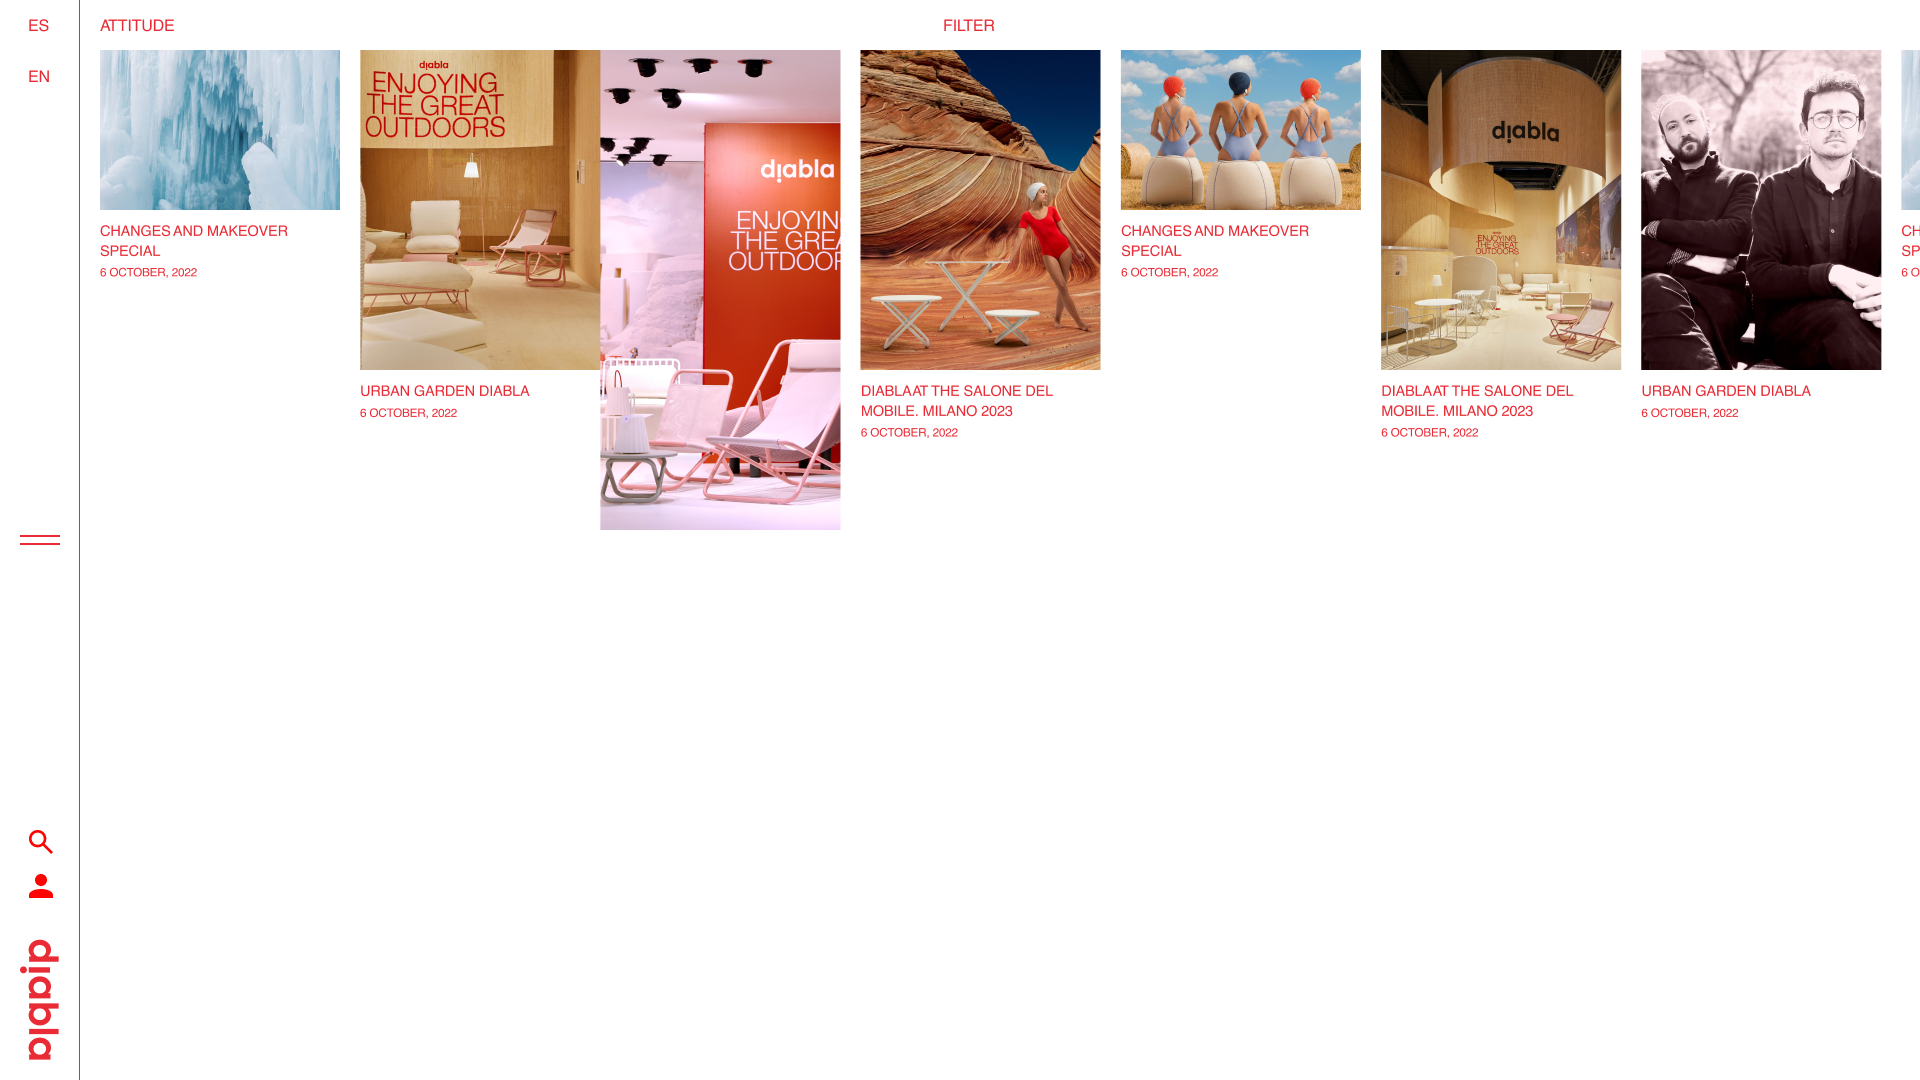 ES
EN
ATTITUDE
FILTER
CHANGES AND MAKEOVER
SPECIAL
6 OCTOBER, 2022
diabla
ENJOYING
THE GREAT
OUTDOORS
URBAN GARDEN DIABLA
6 OCTOBER, 2022
diabla
ENJOYIN
THE GREA
OUTDOOR
DIABLA AT THE SALONE DEL
MOBILE. MILANO 2023
6 OCTOBER, 2022
CHANGES AND MAKEOVER
SPECIAL
6 OCTOBER, 2022
diabla
ENJOYING
THE GREAT
OUTDOORS
DIABLA AT THE SALONE DEL
MOBILE. MILANO 2023
6 OCTOBER, 2022
URBAN GARDEN DIABLA
6 OCTOBER, 2022
CH
SP
6 O
diabla